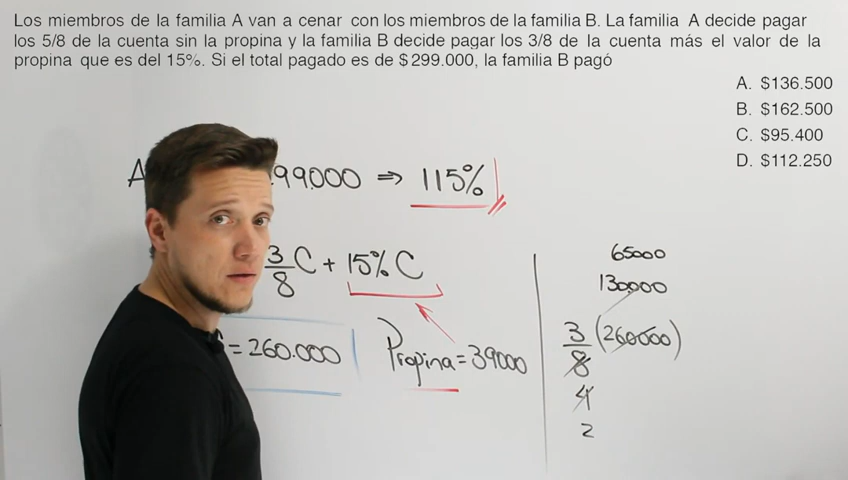 Los miembros de la familia A van a cenar con los miembros de la familia B. La familia A decide pagar
los 5/8 de la cuenta sin la propina y la familia B decide pagar los 3/8 de la cuenta más el valor de la
propina que es del 15%. Si el total pagado es de $299.000, la familia B pagó
A. $136.500
B. $162.500
C. $95.400
D. $112.250
99.000 ⇒ 115%
3/8 C + 15% C
= 260.000
Propina = 39000
65000
130.000
3/8 (260000)
4
2